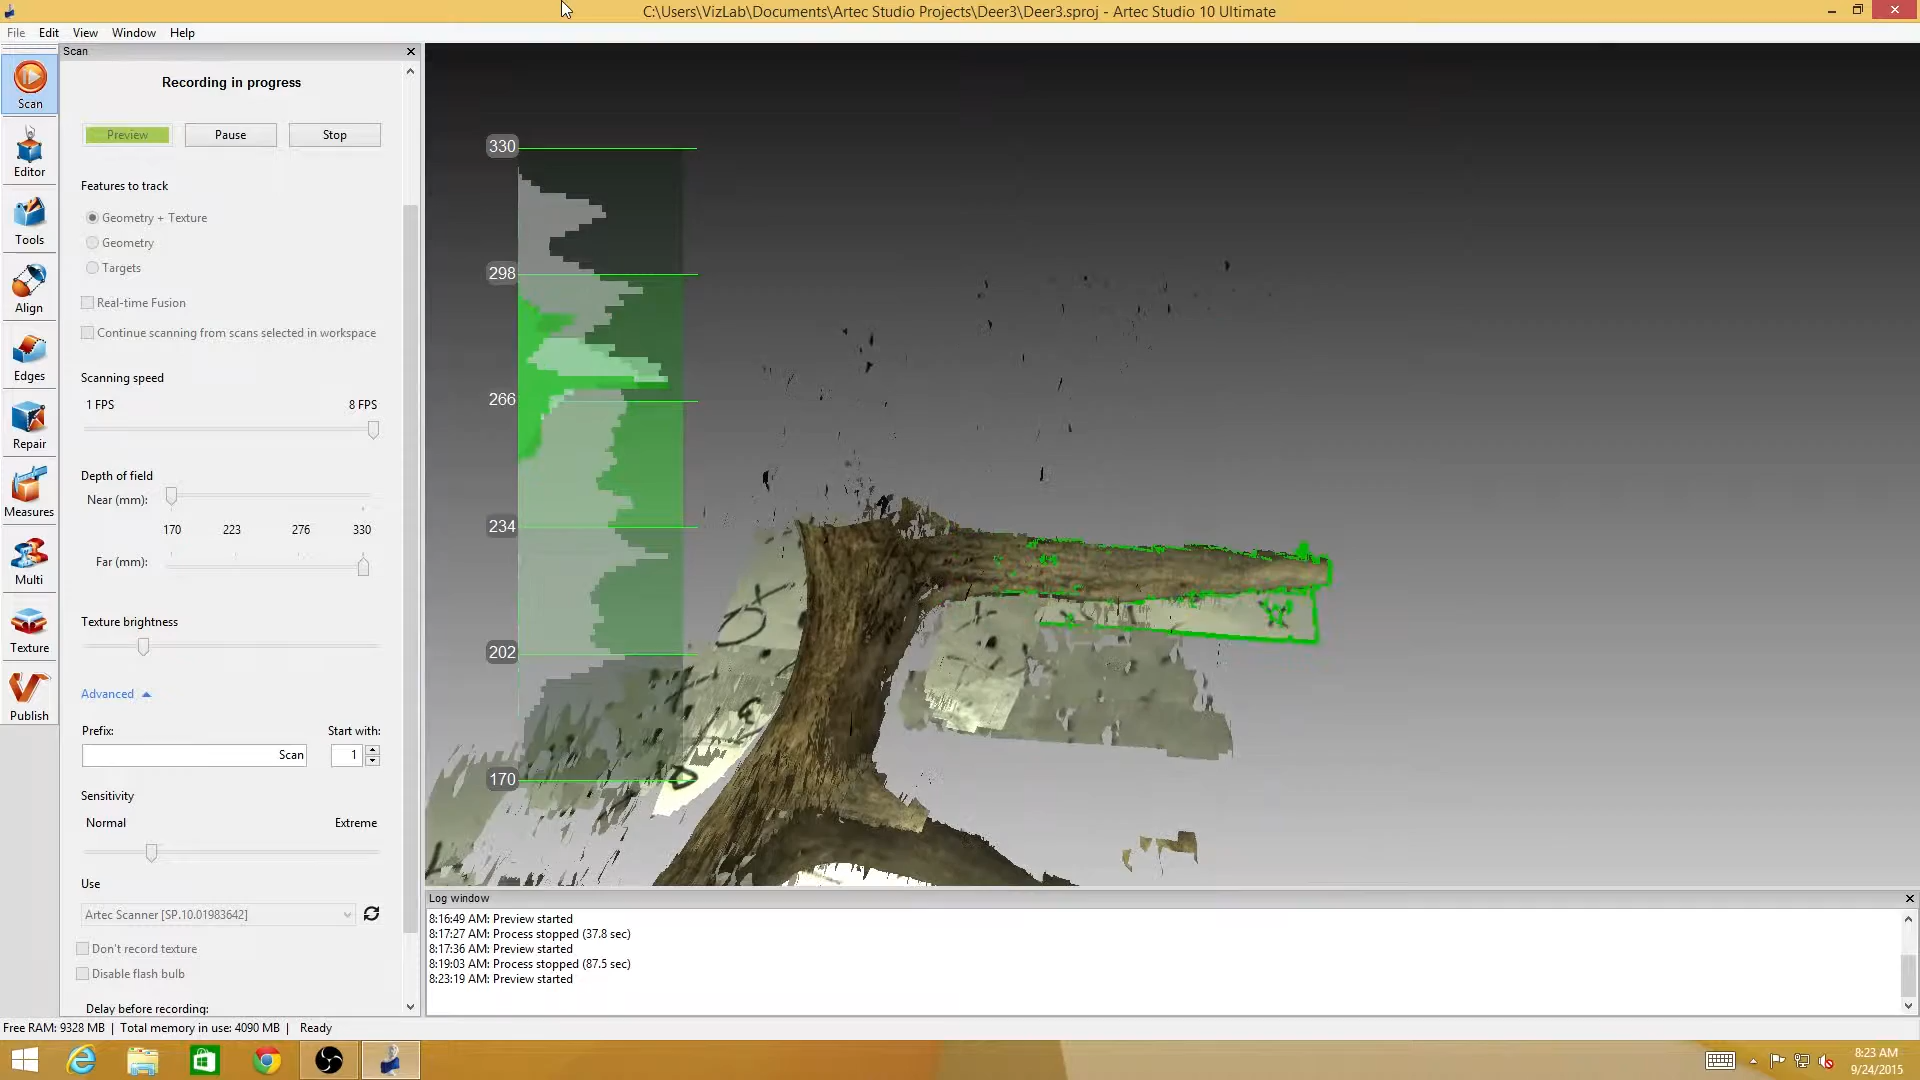 C:\Users\VizLab\Documents\Artec Studio Projects\Deer3\Deer3.sproj - Artec Studio 10 Ultimate
File Edit View Window Help
Scan
Recording in progress
Preview Pause Stop
Features to track
Geometry + Texture
Geometry
Targets
Real-time Fusion
Continue scanning from scans selected in workspace
Scanning speed
1 FPS 8 FPS
Depth of field
Near (mm):
170 223 276 330
Far (mm):
Texture brightness
Advanced
Prefix: Start with:
Scan 1
Sensitivity
Normal Extreme
Use
Artec Scanner [SP.10.01983642]
Don't record texture
Disable flash bulb
Delay before recording:
Scan
Editor
Tools
Align
Edges
Repair
Measures
Multi
Texture
Publish
330
298
266
234
202
170
Log window
8:16:49 AM: Preview started
8:17:27 AM: Process stopped (37.8 sec)
8:17:36 AM: Preview started
8:19:03 AM: Process stopped (87.5 sec)
8:23:19 AM: Preview started
Free RAM: 9328 MB | Total memory in use: 4090 MB | Ready
8:23 AM
9/24/2015